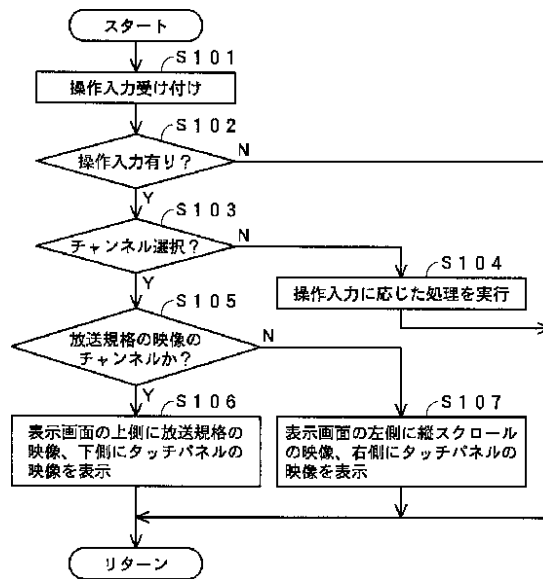 スタート
S101
操作入力受け付け
S102
操作入力有り？
N
Y
S103
チャンネル選択？
N
Y
S104
操作入力に応じた処理を実行
S105
放送規格の映像の
チャンネルか？
N
Y
S106
表示画面の上側に放送規格の
映像、下側にタッチパネルの
映像を表示
S107
表示画面の左側に縦スクロール
の映像、右側にタッチパネルの
映像を表示
リターン